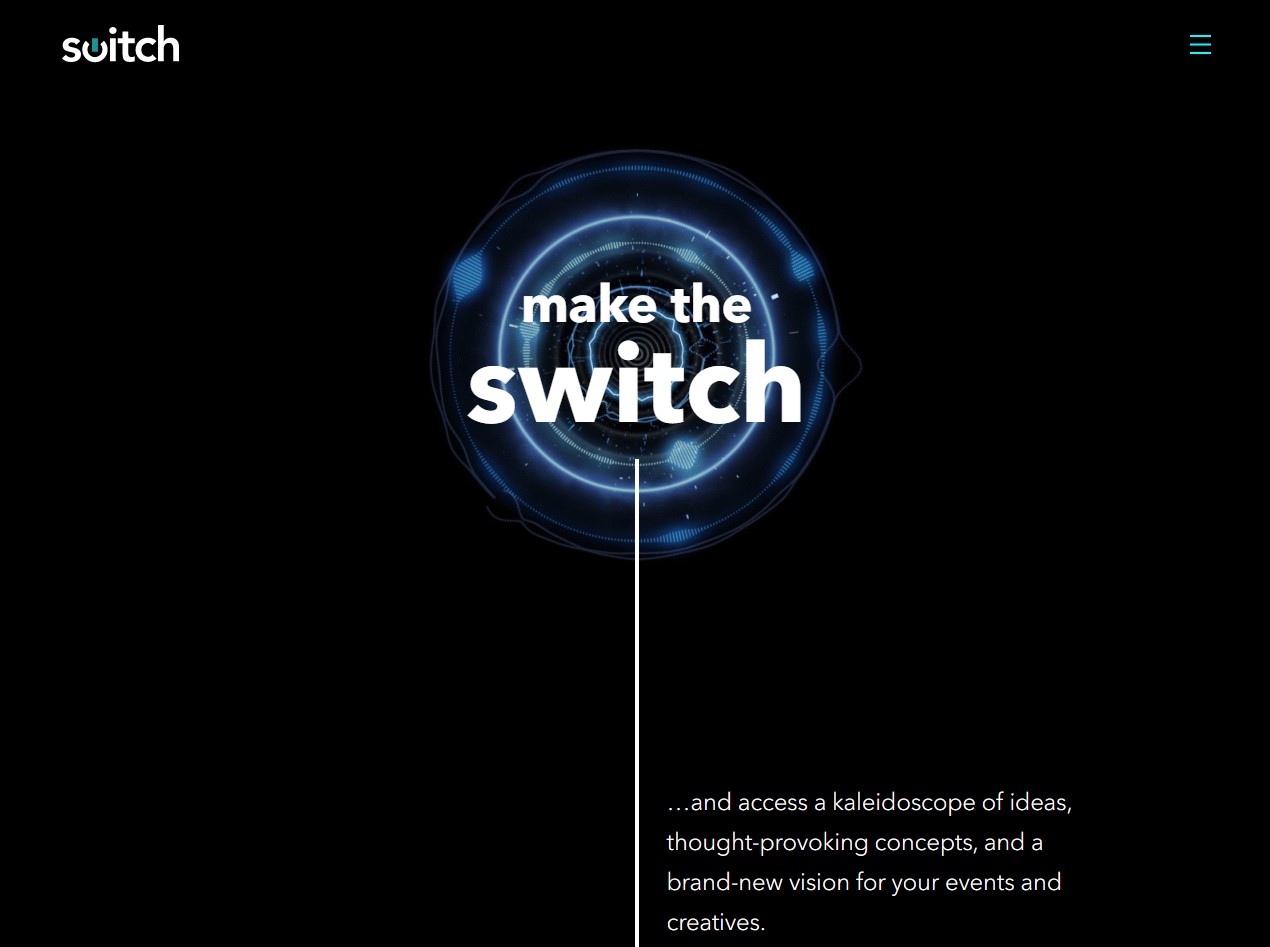 switch
make the
switch
…and access a kaleidoscope of ideas,
thought-provoking concepts, and a
brand-new vision for your events and
creatives.